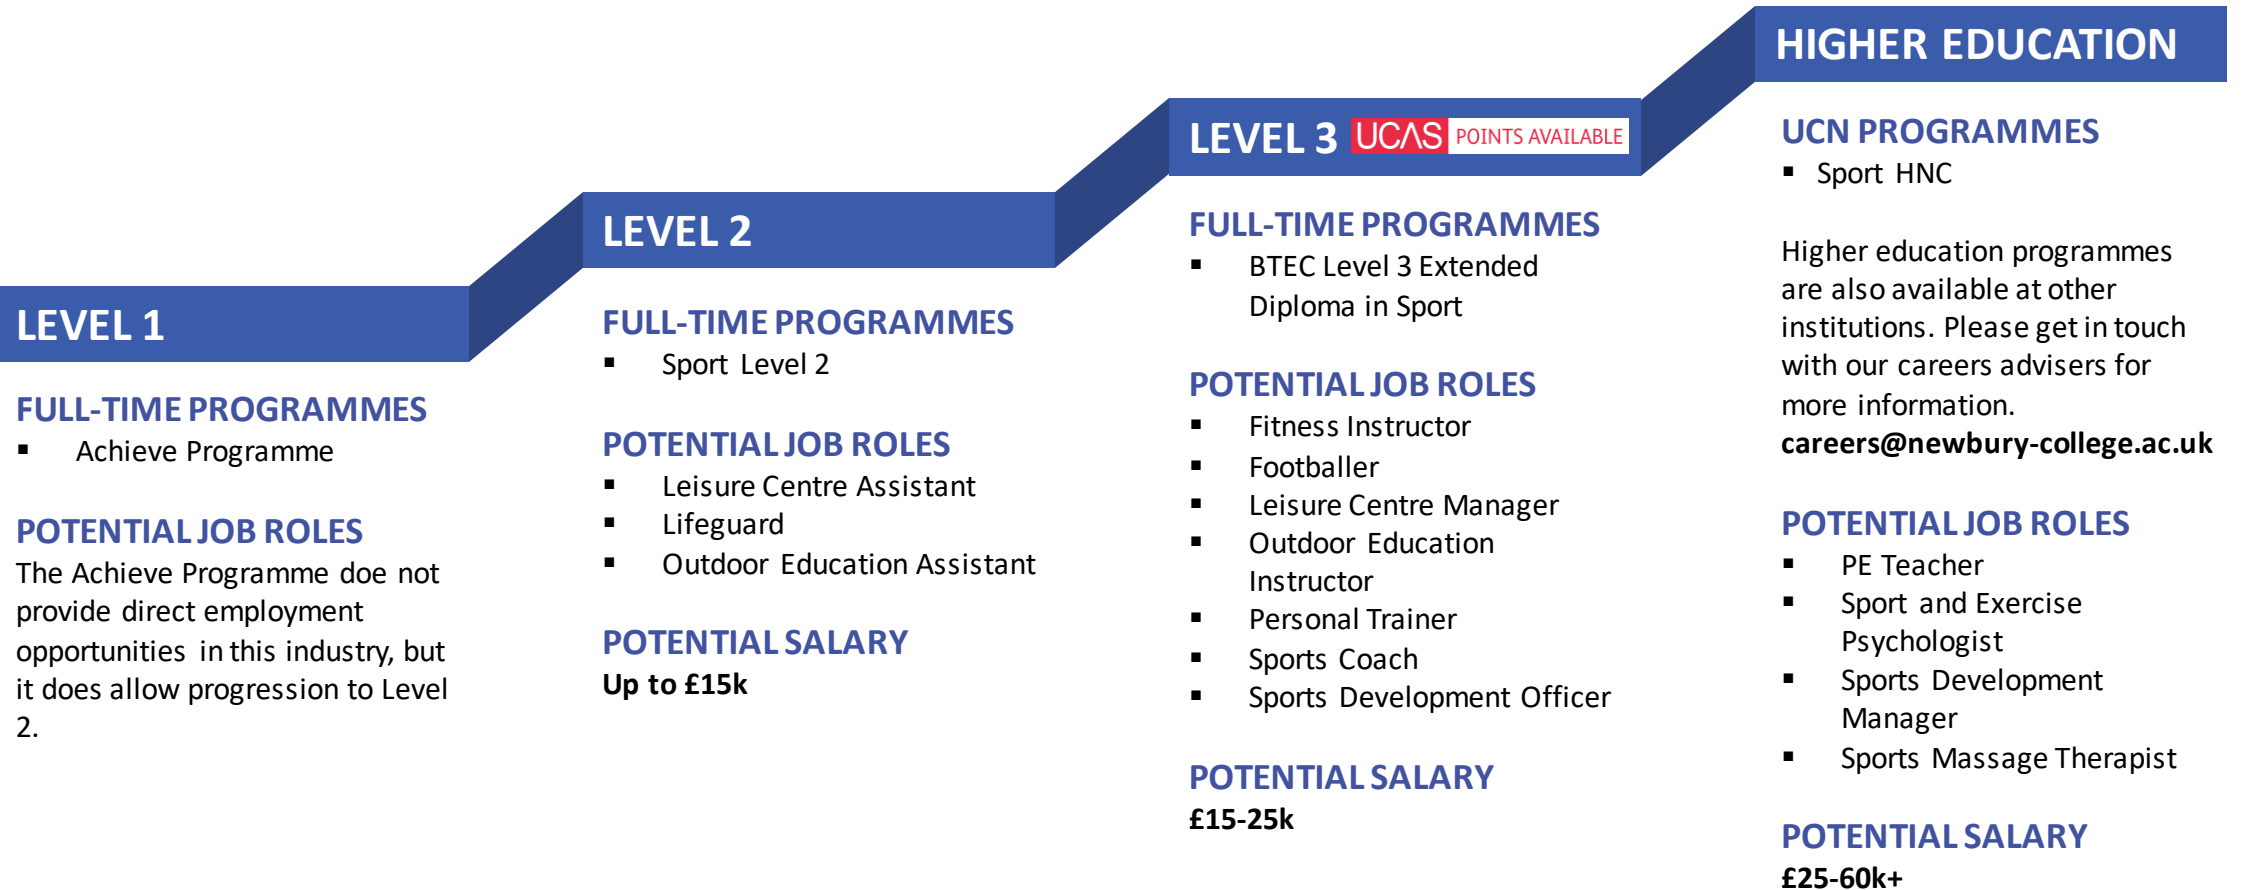 LEVEL 1
FULL-TIME PROGRAMMES
▪ Achieve Programme
POTENTIAL JOB ROLES
The Achieve Programme doe not
provide direct employment
opportunities in this industry, but
it does allow progression to Level
2.
LEVEL 2
FULL-TIME PROGRAMMES
▪ Sport Level 2
POTENTIAL JOB ROLES
▪ Leisure Centre Assistant
▪ Lifeguard
▪ Outdoor Education Assistant
POTENTIAL SALARY
Up to £15k
LEVEL 3 UCAS POINTS AVAILABLE
FULL-TIME PROGRAMMES
▪ BTEC Level 3 Extended
Diploma in Sport
POTENTIAL JOB ROLES
▪ Fitness Instructor
▪ Footballer
▪ Leisure Centre Manager
▪ Outdoor Education
Instructor
▪ Personal Trainer
▪ Sports Coach
▪ Sports Development Officer
POTENTIAL SALARY
£15-25k
HIGHER EDUCATION
UCN PROGRAMMES
▪ Sport HNC
Higher education programmes
are also available at other
institutions. Please get in touch
with our careers advisers for
more information.
careers@newbury-college.ac.uk
POTENTIAL JOB ROLES
▪ PE Teacher
▪ Sport and Exercise
Psychologist
▪ Sports Development
Manager
▪ Sports Massage Therapist
POTENTIAL SALARY
£25-60k+